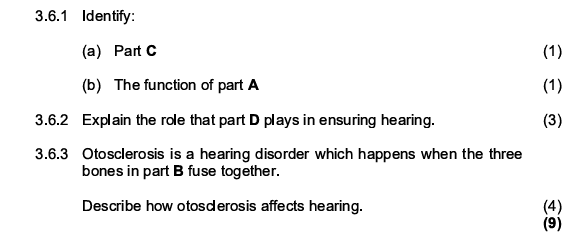 3.6.1 Identify:
(a) Part C (1)
(b) The function of part A (1)
3.6.2 Explain the role that part D plays in ensuring hearing. (3)
3.6.3 Otosclerosis is a hearing disorder which happens when the three
bones in part B fuse together.
Describe how otosclerosis affects hearing. (4)
(9)